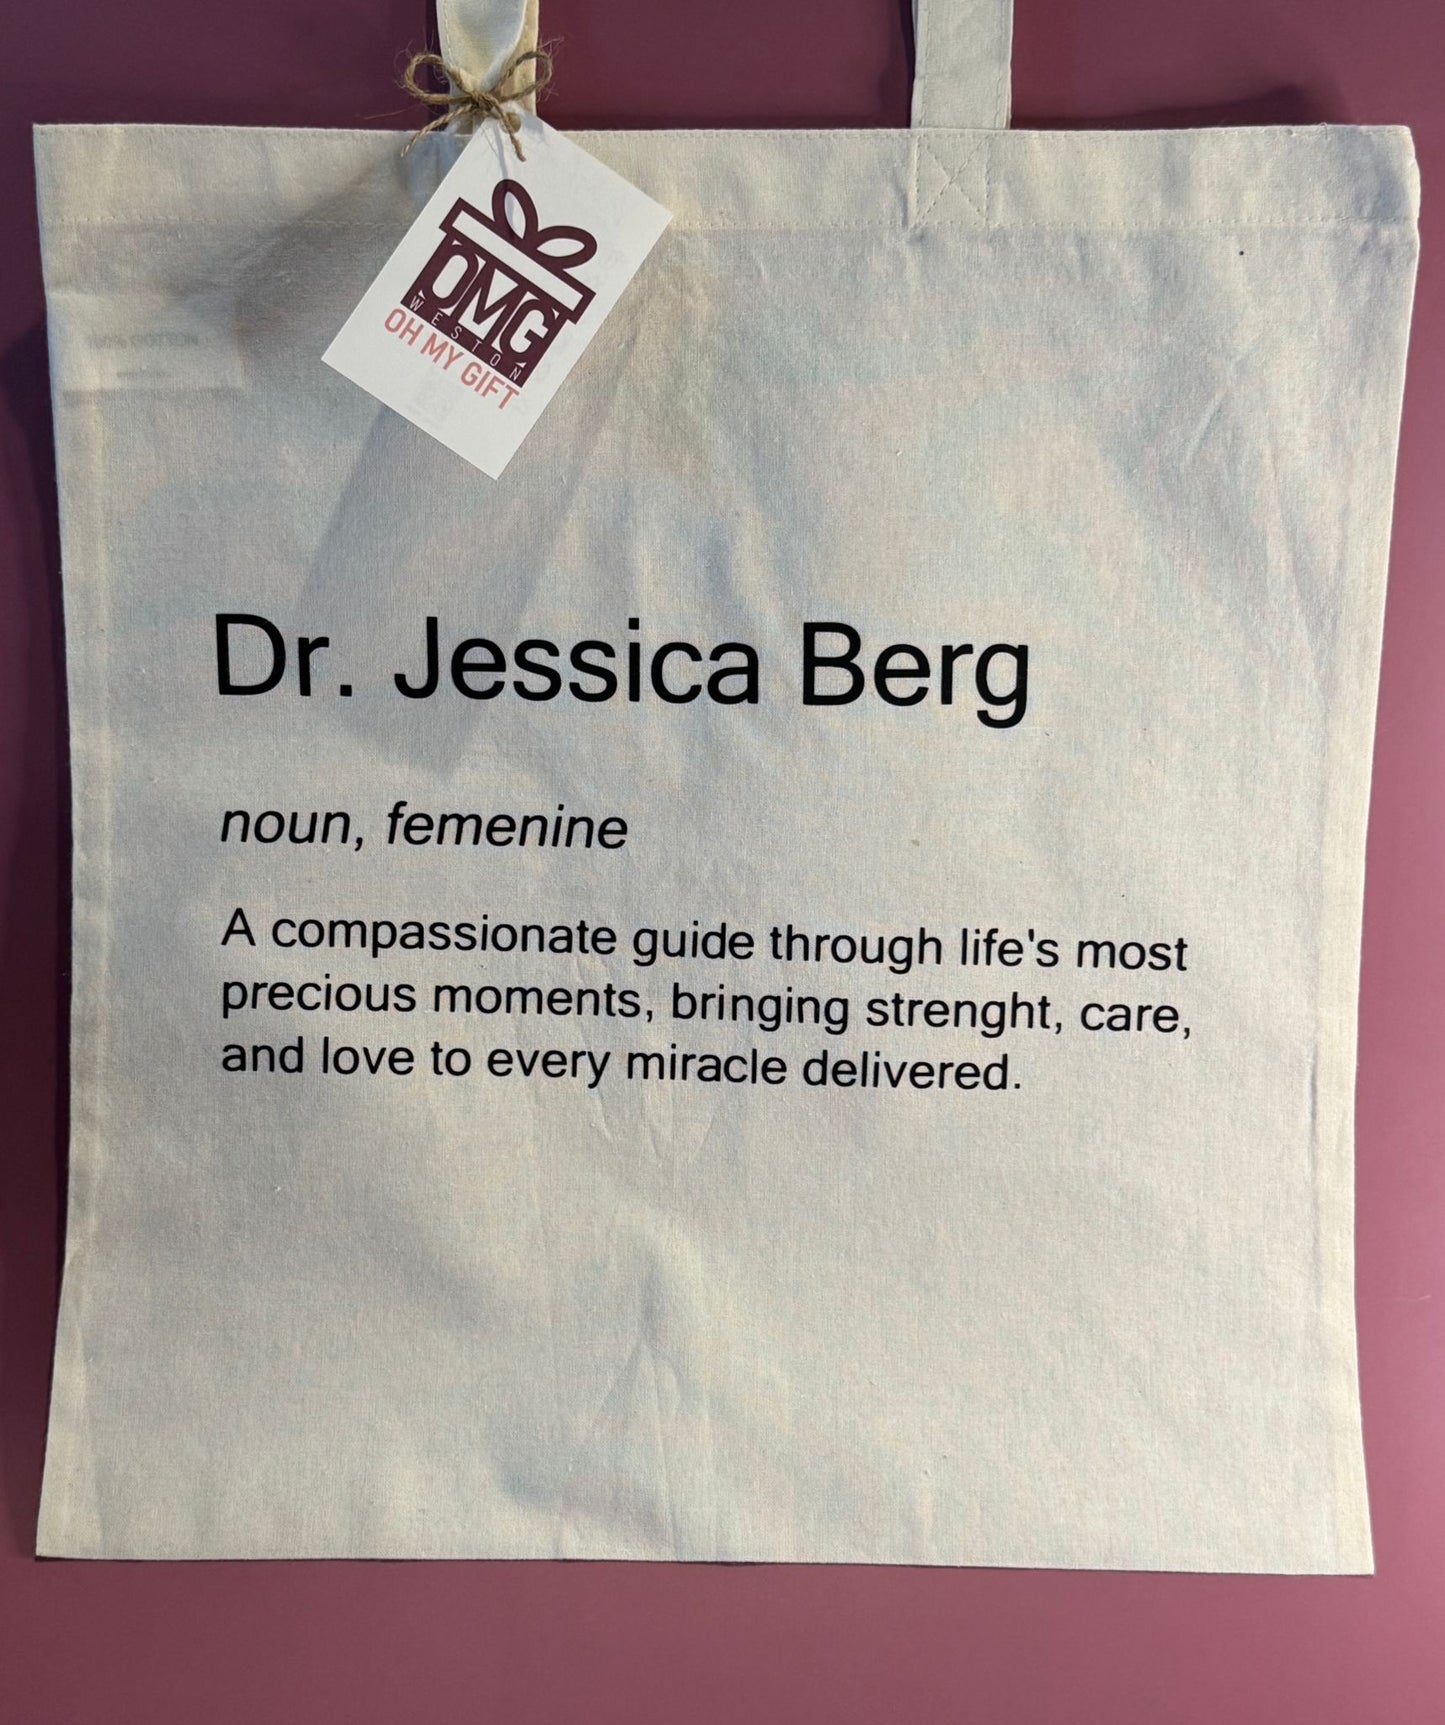 OMG
WESTON
OH MY GIFT
Dr. Jessica Berg
noun, femenine
A compassionate guide through life's most
precious moments, bringing strenght, care,
and love to every miracle delivered.